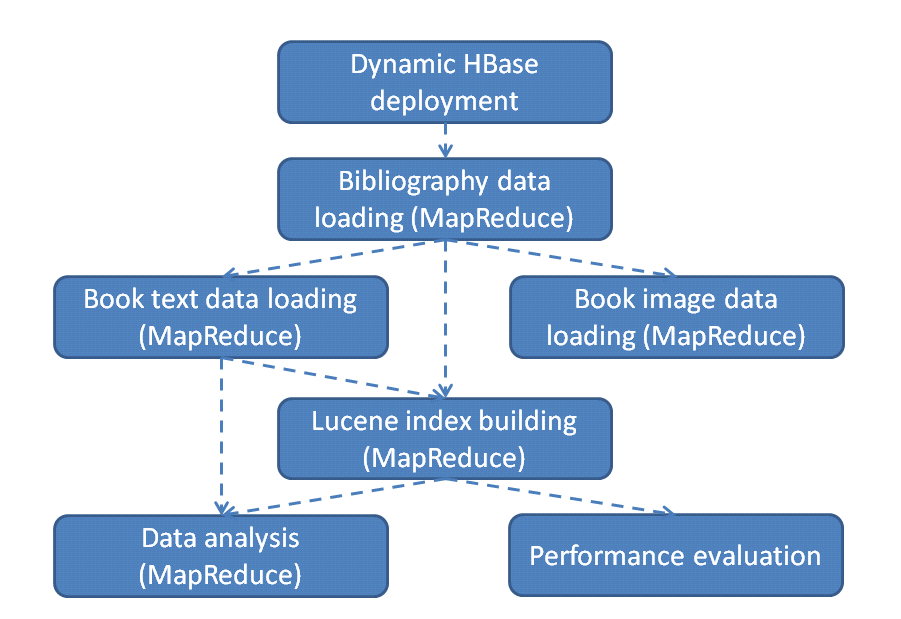 Dynamic HBase
deployment
Bibliography data
loading (MapReduce)
Book text data loading
(MapReduce)
Book image data
loading (MapReduce)
Lucene index building
(MapReduce)
Data analysis
(MapReduce)
Performance evaluation